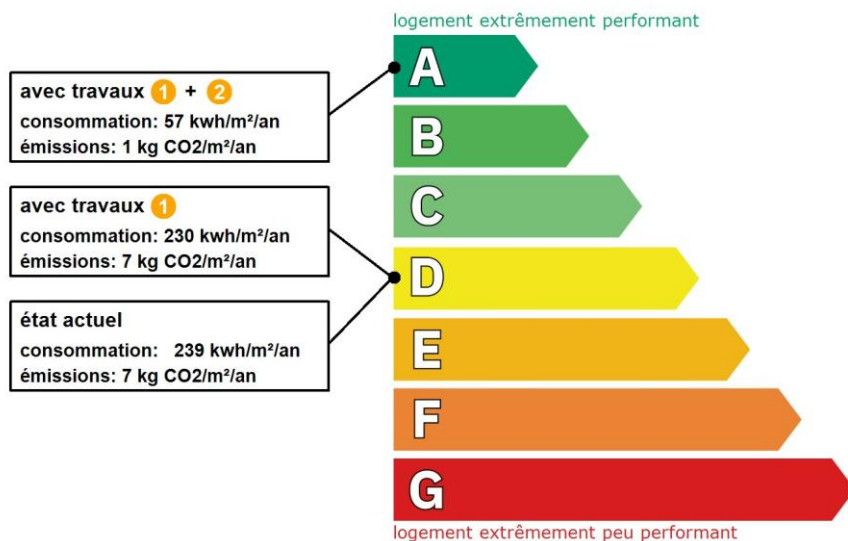 logement extrêmement performant
A
avec travaux 1 + 2
consommation: 57 kwh/m²/an
émissions: 1 kg CO2/m²/an
B
C
avec travaux 1
consommation: 230 kwh/m²/an
émissions: 7 kg CO2/m²/an
D
état actuel
consommation: 239 kwh/m²/an
émissions: 7 kg CO2/m²/an
E
F
G
logement extrêmement peu performant